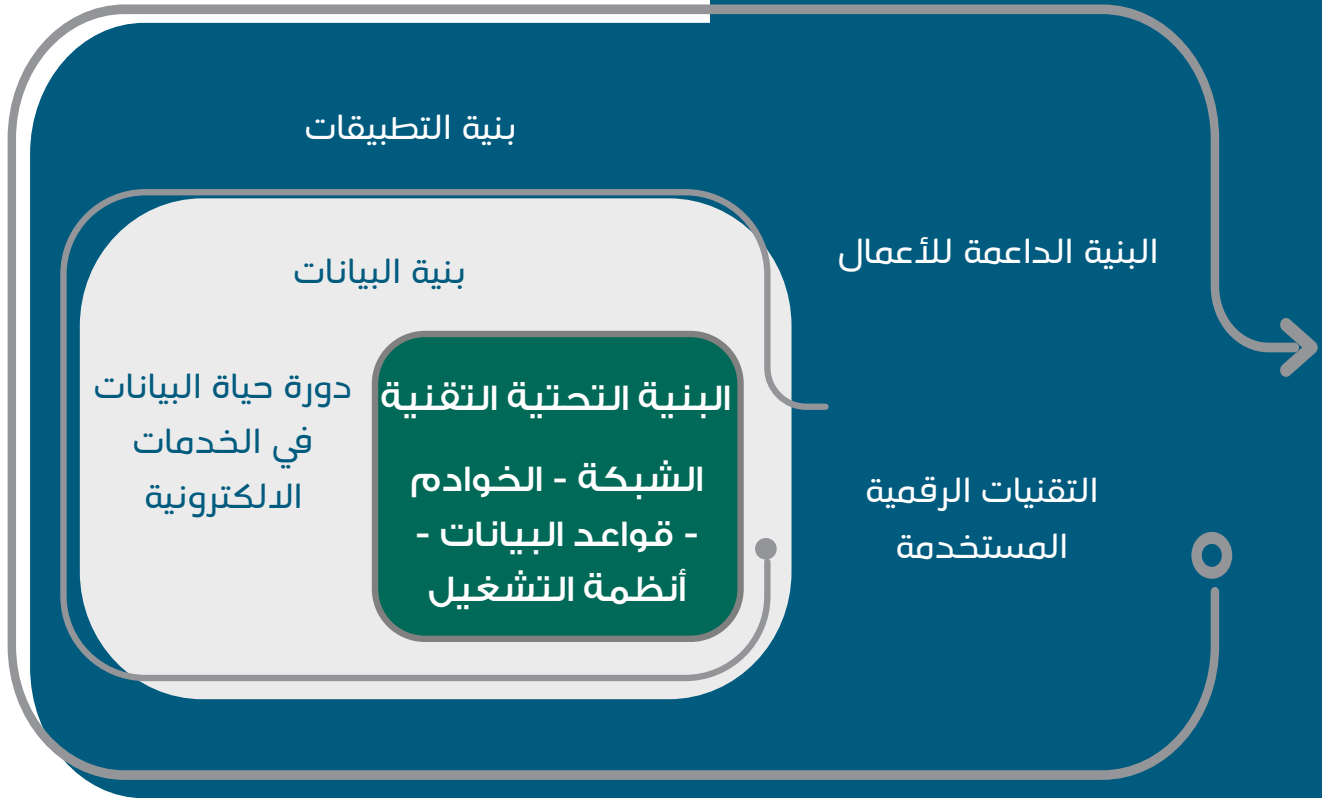 بنية التطبيقات
البنية الداعمة للأعمال
التقنيات الرقمية
المستخدمة
بنية البيانات
دورة حياة البيانات
في الخدمات
الالكترونية
البنية التحتية التقنية
الشبكة - الخوادم
- قواعد البيانات -
أنظمة التشغيل